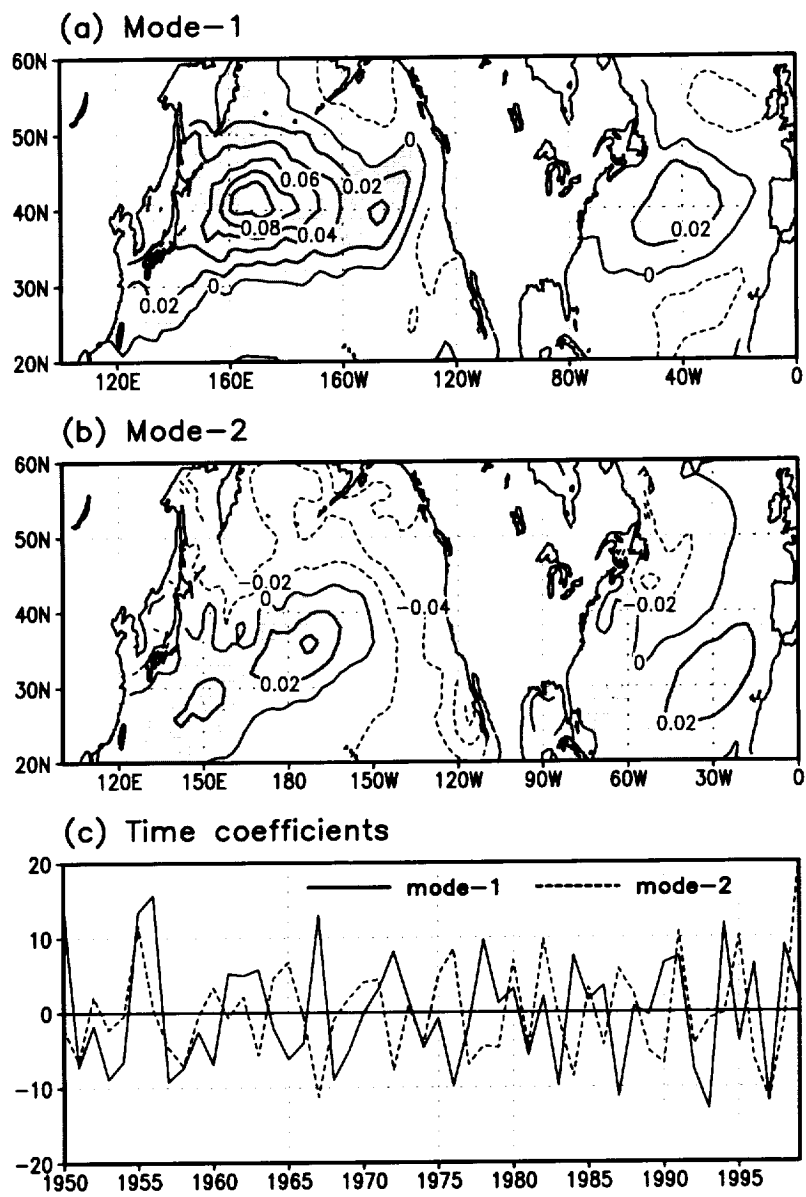 (a) Mode-1
60N
50N
40N
30N
20N
0
0.06
0.02
0.08
0.04
0.02
0
0.02
0
120E 160E 160W 120W 80W 40W 0
(b) Mode-2
60N
50N
40N
30N
20N
-0.02
0
-0.04
0.02
-0.02
0
0.02
120E 150E 180 150W 120W 90W 60W 30W 0
(c) Time coefficients
20
10
0
-10
-20
mode-1 mode-2
1950 1955 1960 1965 1970 1975 1980 1985 1990 1995